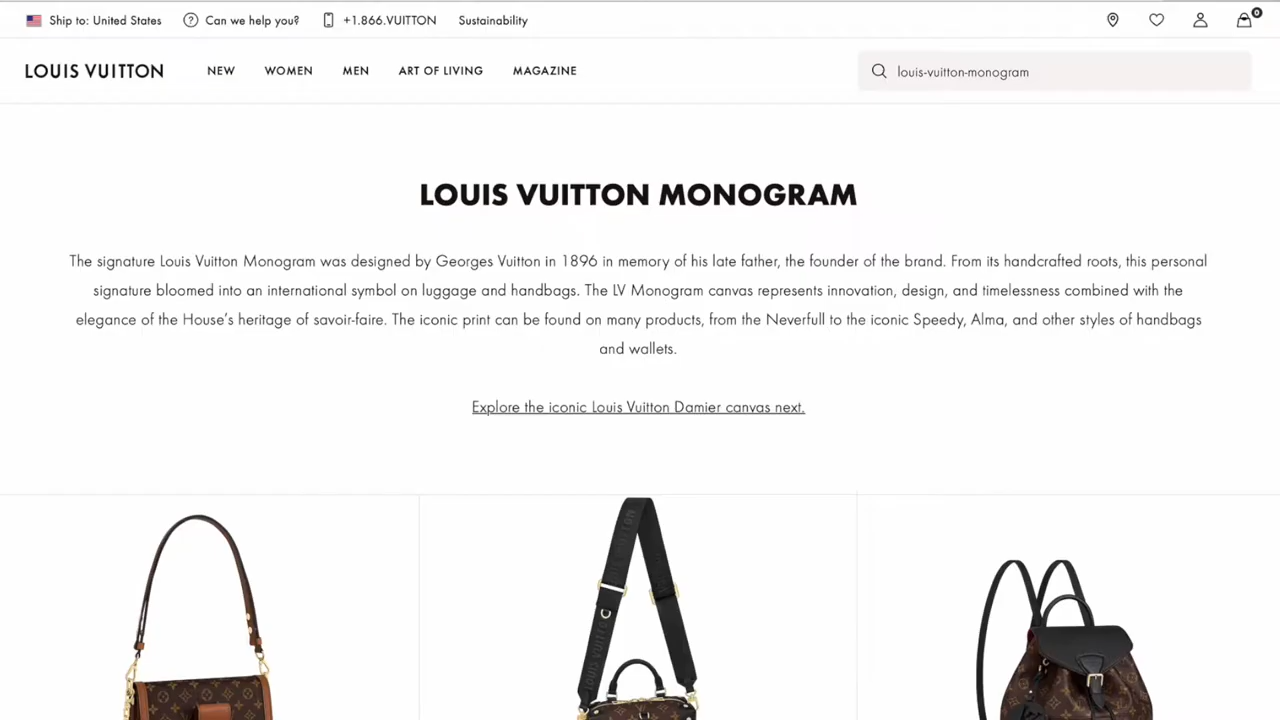 Ship to: United States
Can we help you?
+1.866.VUITTON
Sustainability
0
LOUIS VUITTON
NEW
WOMEN
MEN
ART OF LIVING
MAGAZINE
louis-vuitton-monogram
LOUIS VUITTON MONOGRAM
The signature Louis Vuitton Monogram was designed by Georges Vuitton in 1896 in memory of his late father, the founder of the brand. From its handcrafted roots, this personal
signature bloomed into an international symbol on luggage and handbags. The LV Monogram canvas represents innovation, design, and timelessness combined with the
elegance of the House's heritage of savoir-faire. The iconic print can be found on many products, from the Neverfull to the iconic Speedy, Alma, and other styles of handbags
and wallets.
Explore the iconic Louis Vuitton Damier canvas next.
LOUIS VUITTON